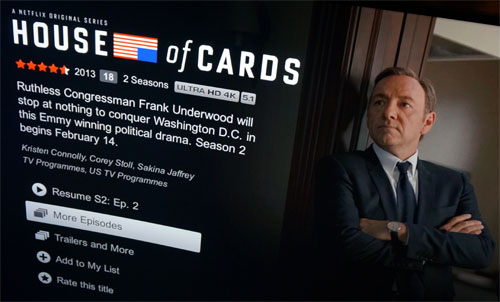 A NETFLIX ORIGINAL SERIES
HOUSE of CARDS
2013 18 2 Seasons ULTRA HD 4K 5.1
Ruthless Congressman Frank Underwood will
stop at nothing to conquer Washington D.C. in
this Emmy winning political drama. Season 2
begins February 14.
Kristen Connolly, Corey Stoll, Sakina Jaffrey
TV Programmes, US TV Programmes
Resume S2: Ep. 2
More Episodes
Trailers and More
Add to My List
Rate this title